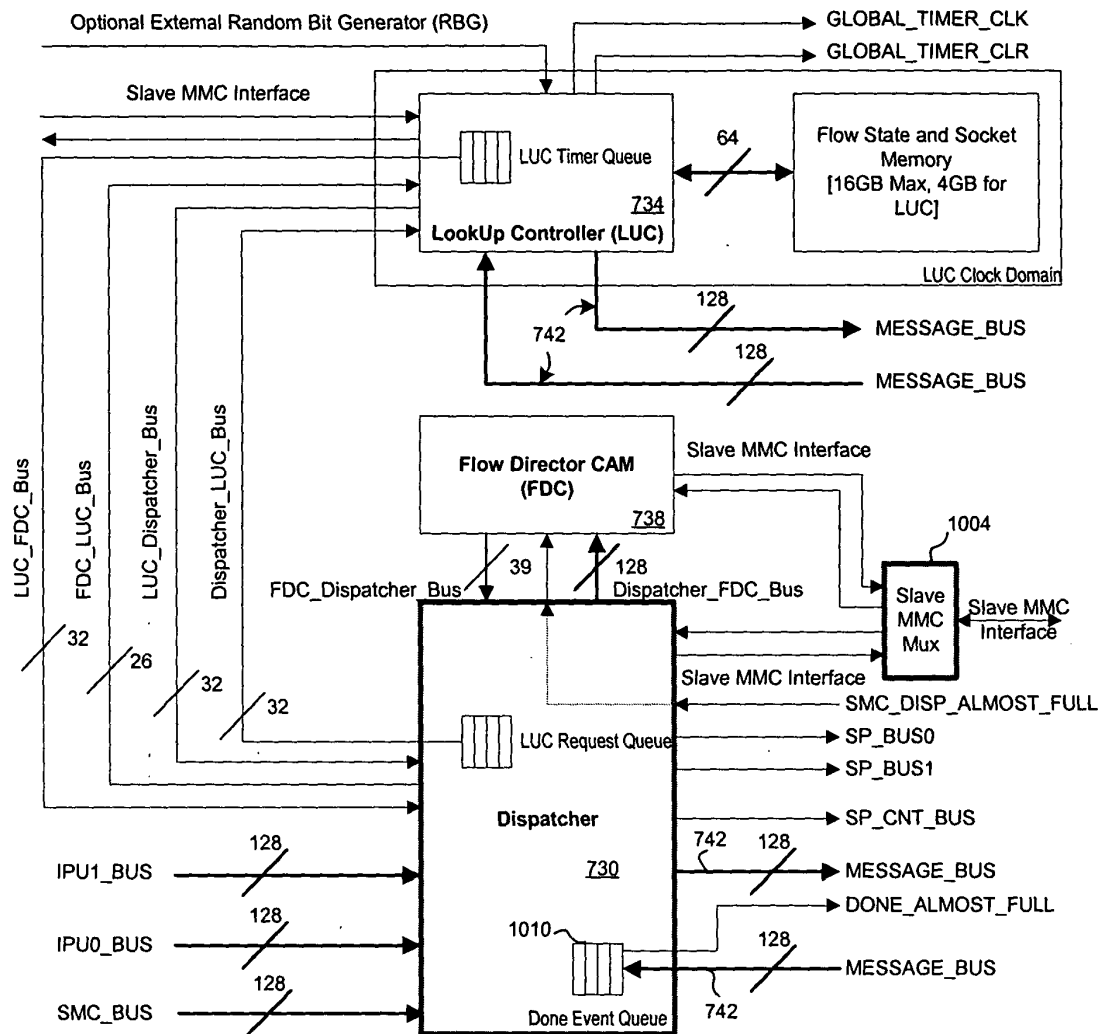 Optional External Random Bit Generator (RBG)
GLOBAL_TIMER_CLK
GLOBAL_TIMER_CLR
Slave MMC Interface
LUC Timer Queue
734
LookUp Controller (LUC)
64
Flow State and Socket
Memory
[16GB Max, 4GB for
LUC]
LUC Clock Domain
742
128
MESSAGE_BUS
128
MESSAGE_BUS
LUC_FDC_Bus
FDC_LUC_Bus
LUC_Dispatcher_Bus
Dispatcher_LUC_Bus
32
26
32
32
Flow Director CAM
(FDC)
738
Slave MMC Interface
1004
Slave
MMC
Mux
Slave MMC
Interface
39
128
FDC_Dispatcher_Bus
Dispatcher_FDC_Bus
Slave MMC Interface
SMC_DISP_ALMOST_FULL
LUC Request Queue
SP_BUS0
SP_BUS1
Dispatcher
SP_CNT_BUS
730
742
128
MESSAGE_BUS
DONE_ALMOST_FULL
1010
128
MESSAGE_BUS
742
Done Event Queue
IPU1_BUS
128
IPU0_BUS
128
SMC_BUS
128